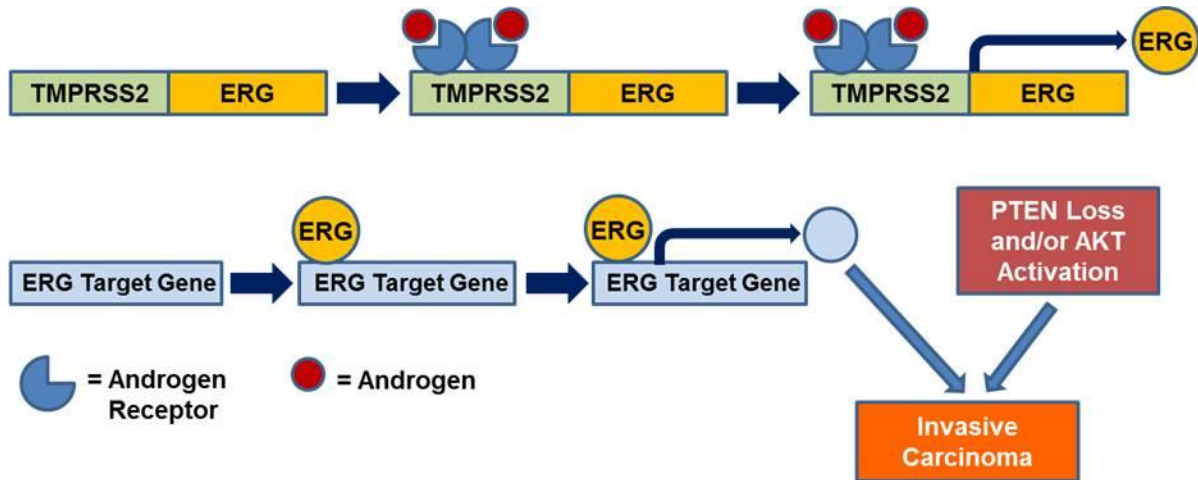 TMPRSS2 ERG
TMPRSS2 ERG
TMPRSS2 ERG
ERG
ERG Target Gene
ERG
ERG Target Gene
ERG
ERG Target Gene
PTEN Loss
and/or AKT
Activation
= Androgen
Receptor
= Androgen
Invasive
Carcinoma